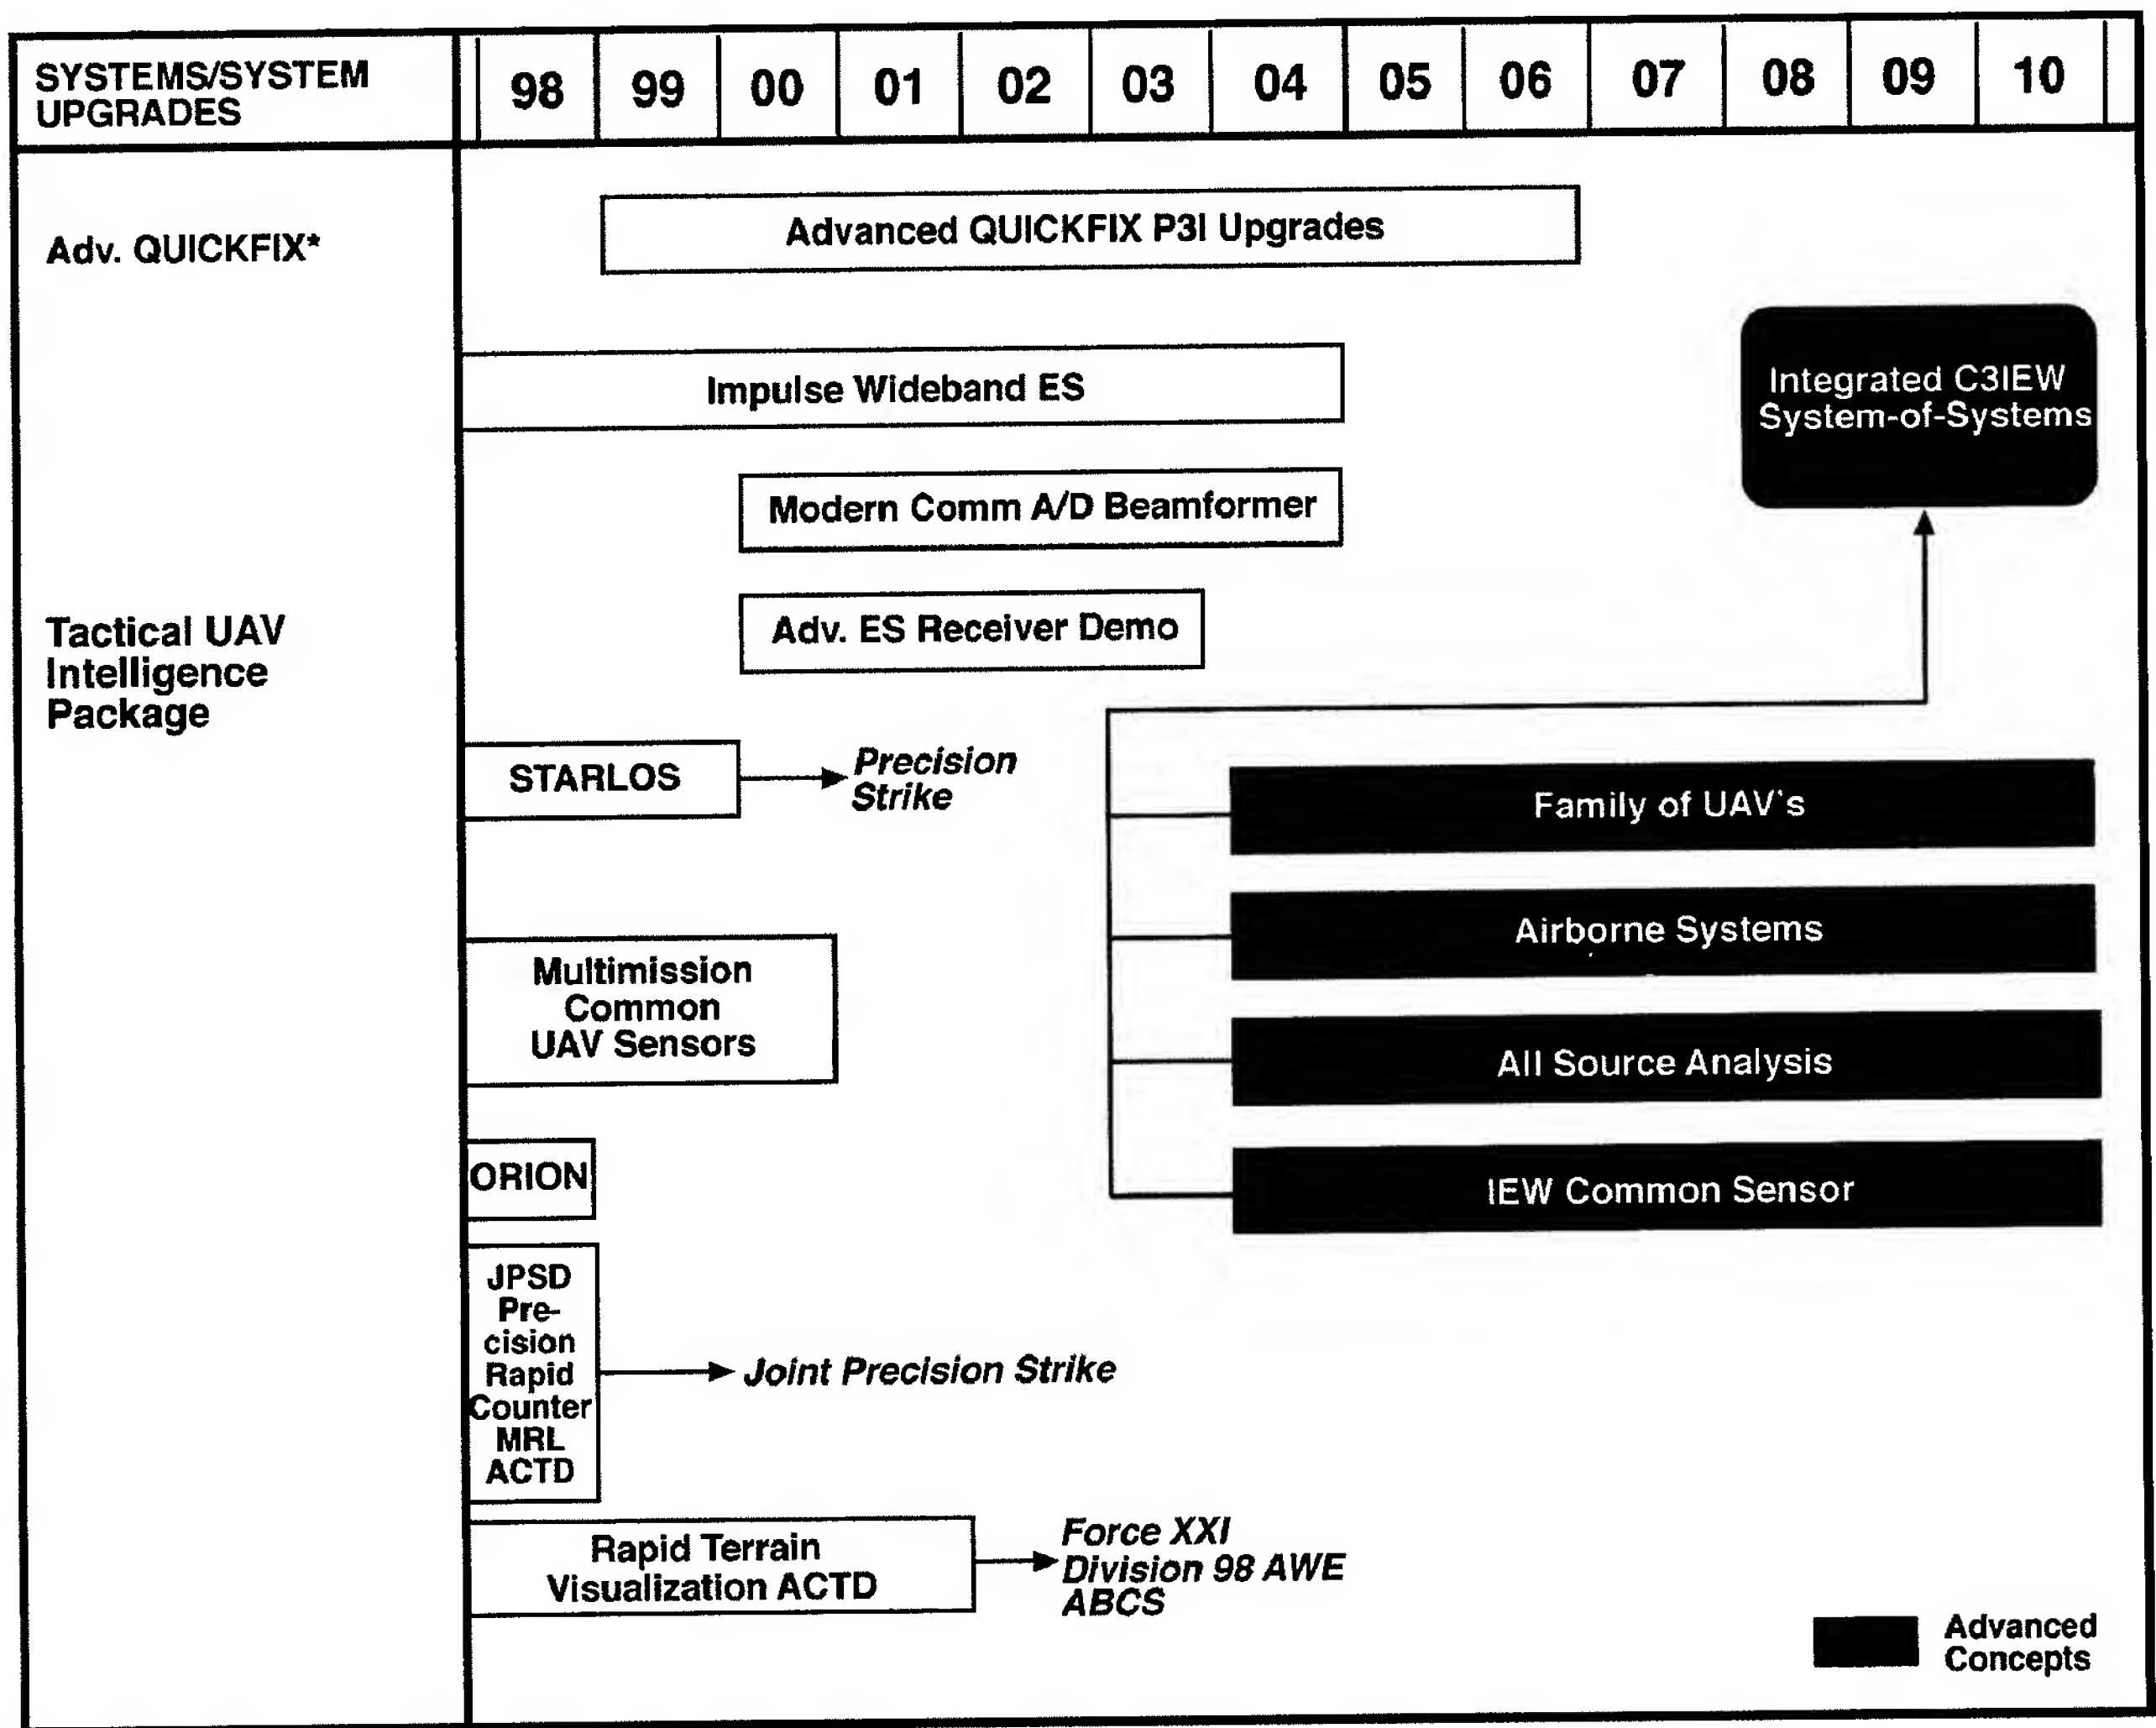 SYSTEMS/SYSTEM
UPGRADES
98 99 00 01 02 03 04 05 06 07 08 09 10
Adv. QUICKFIX*
Advanced QUICKFIX P3I Upgrades
Impulse Wideband ES
Integrated C3IEW
System-of-Systems
Modern Comm A/D Beamformer
Tactical UAV
Intelligence
Package
Adv. ES Receiver Demo
STARLOS
Precision
Strike
Family of UAV's
Airborne Systems
Multimission
Common
UAV Sensors
All Source Analysis
ORION
IEW Common Sensor
JPSD
Pre-
cision
Rapid
Counter
MRL
ACTD
Joint Precision Strike
Rapid Terrain
Visualization ACTD
Force XXI
Division 98 AWE
ABCS
Advanced
Concepts